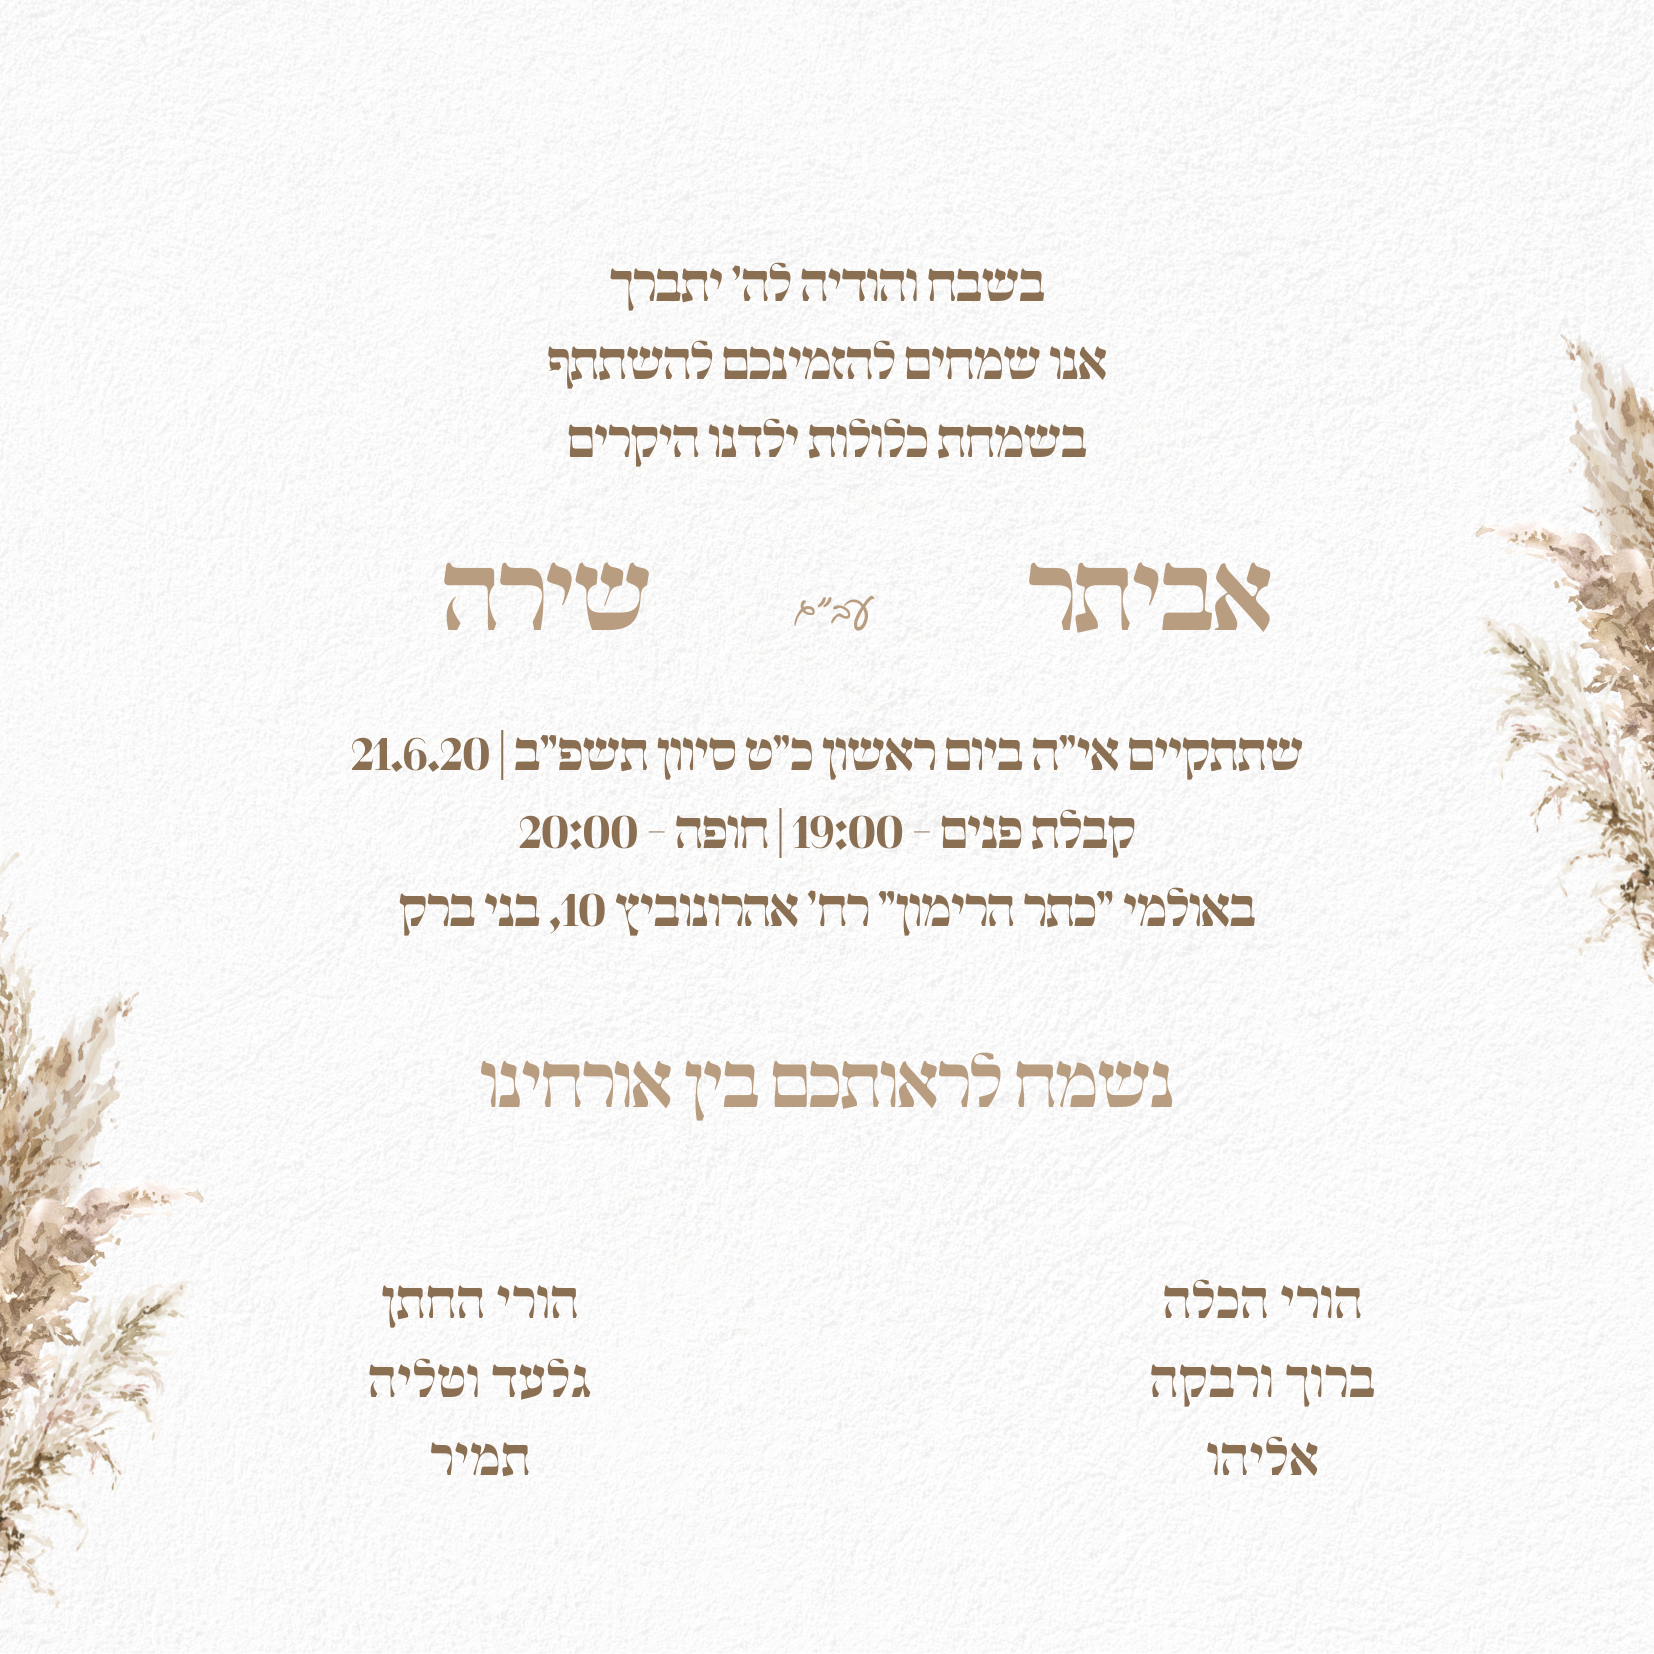 בשבח והודיה לה' יתברך
אנו שמחים להזמינכם להשתתף
בשמחת כלולות ילדנו היקרים
אביתר עב"ג שירה
שתתקיים אי"ה ביום ראשון כ"ט סיוון תשפ"ב | 21.6.20
קבלת פנים - 19:00 | חופה - 20:00
באולמי "כתר הרימון" רח' אהרונוביץ 10, בני ברק
נשמח לראותכם בין אורחינו
הורי הכלה
ברוך ורבקה
אליהו
הורי החתן
גלעד וטליה
תמיר